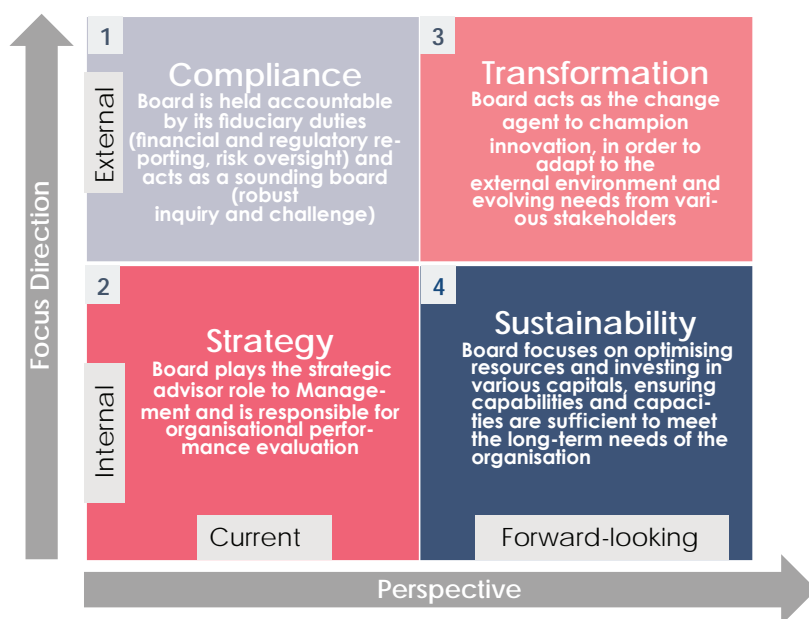 1
Compliance
Board is held accountable
by its fiduciary duties
(financial and regulatory re-
porting, risk oversight) and
acts as a sounding board
(robust
inquiry and challenge)
3
Transformation
Board acts as the change
agent to champion
innovation, in order to
adapt to the
external environment and
evolving needs from vari-
ous stakeholders
External
2
Strategy
Board plays the strategic
advisor role to Manage-
ment and is responsible for
organisational perfor-
mance evaluation
4
Sustainability
Board focuses on optimising
resources and investing in
various capitals, ensuring
capabilities and capaci-
ties are sufficient to meet
the long-term needs of the
organisation
Internal
Focus Direction
Current
Forward-looking
Perspective